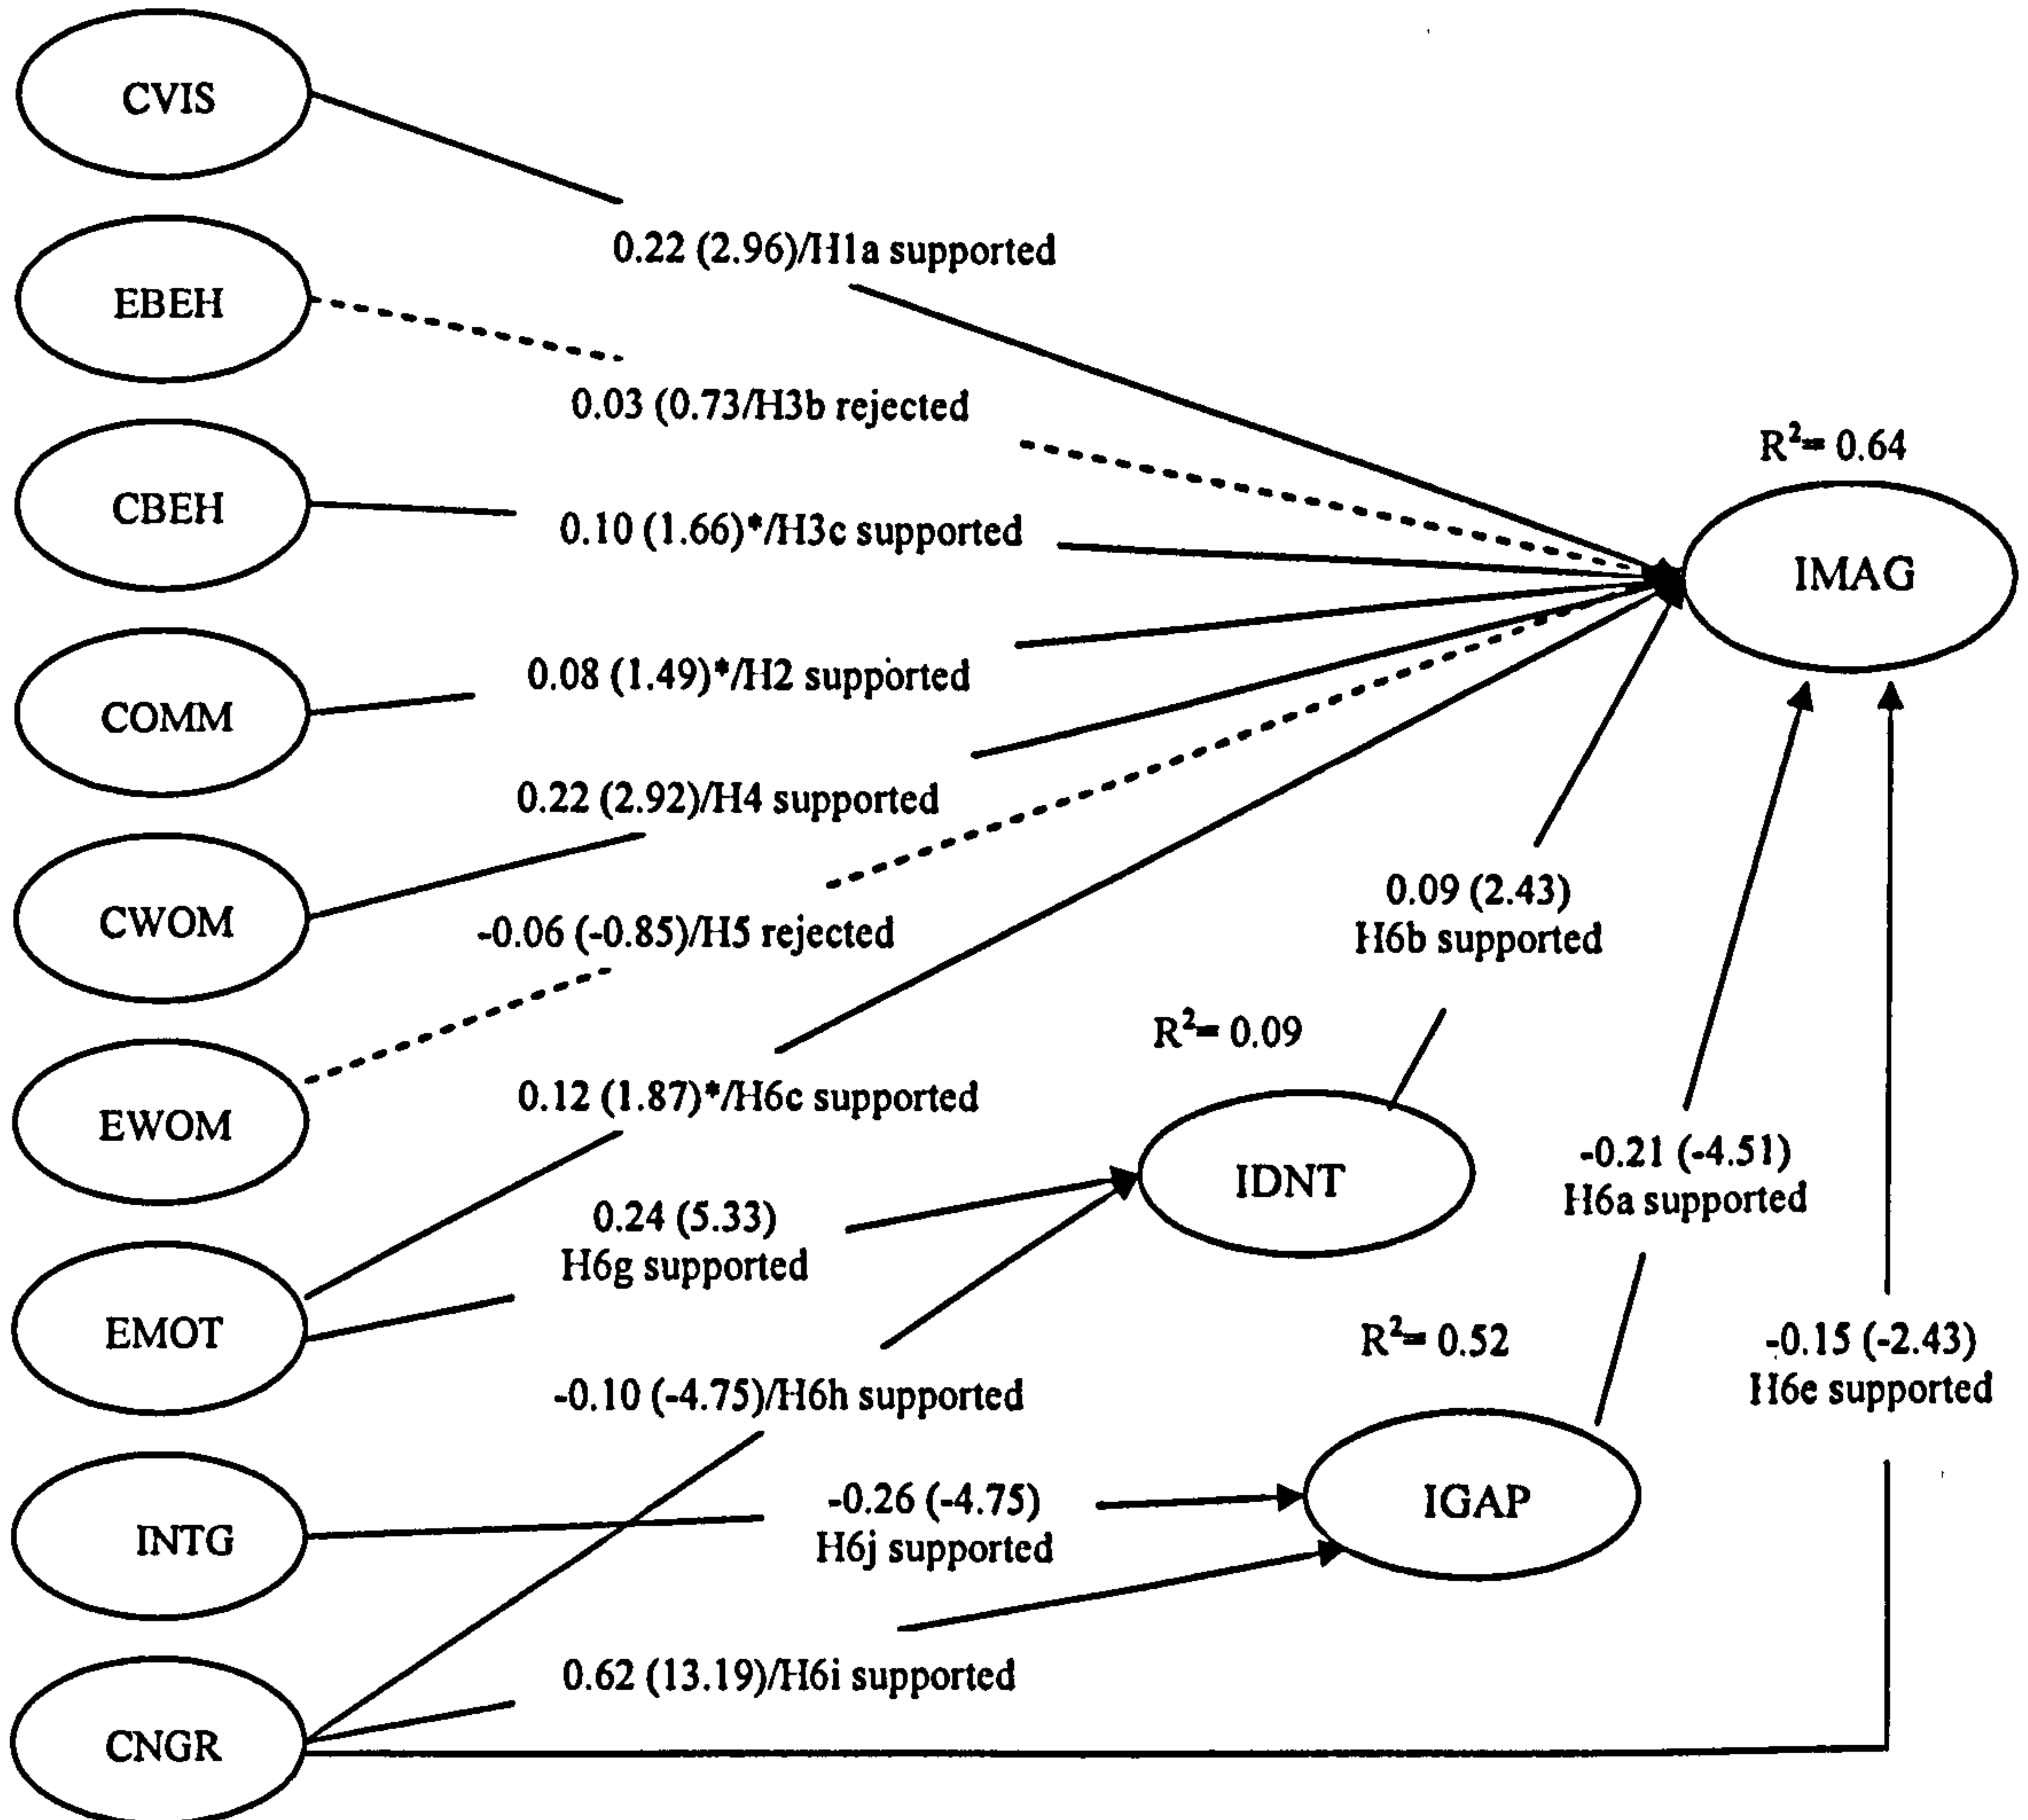 CVIS
0.22 (2.96)/H1a supported
EBEH
0.03 (0.73/H3b rejected
R²= 0.64
CBEH
0.10 (1.66)*/H3c supported
IMAG
COMM
0.08 (1.49)*/H2 supported
0.22 (2.92)/H4 supported
CWOM
-0.06 (-0.85)/H5 rejected
0.09 (2.43)
H6b supported
R²= 0.09
EWOM
0.12 (1.87)*/H6c supported
IDNT
-0.21 (-4.51)
H6a supported
0.24 (5.33)
H6g supported
EMOT
R²= 0.52
-0.15 (-2.43)
H6e supported
-0.10 (-4.75)/H6h supported
INTG
-0.26 (-4.75)
H6j supported
IGAP
0.62 (13.19)/H6i supported
CNGR